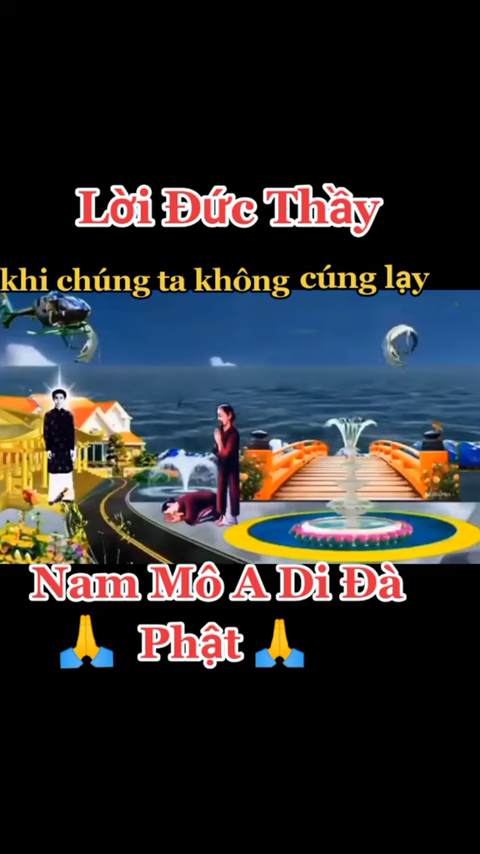 Lời Đức Thầy
khi chúng ta không cúng lạy
Nam Mô A Di Đà
Phật